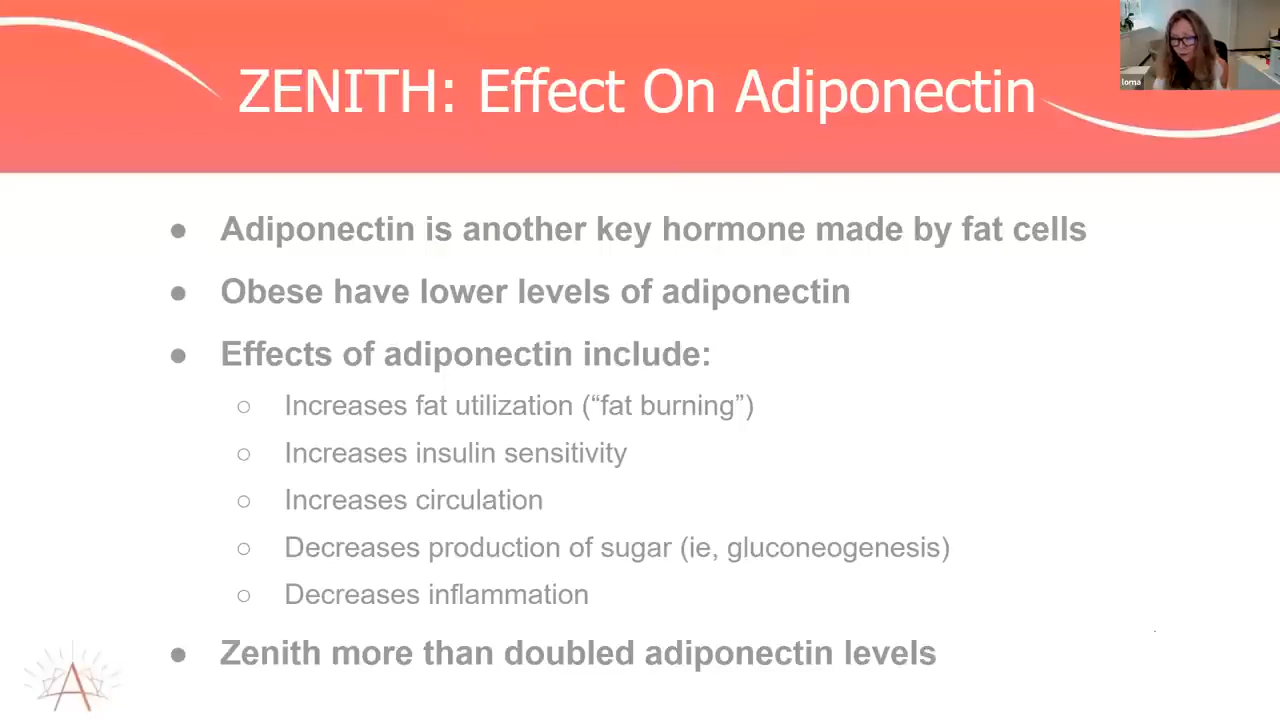 ZENITH: Effect On Adiponectin
lorna
● Adiponectin is another key hormone made by fat cells
● Obese have lower levels of adiponectin
● Effects of adiponectin include:
○ Increases fat utilization (“fat burning”)
○ Increases insulin sensitivity
○ Increases circulation
○ Decreases production of sugar (ie, gluconeogenesis)
○ Decreases inflammation
● Zenith more than doubled adiponectin levels
A